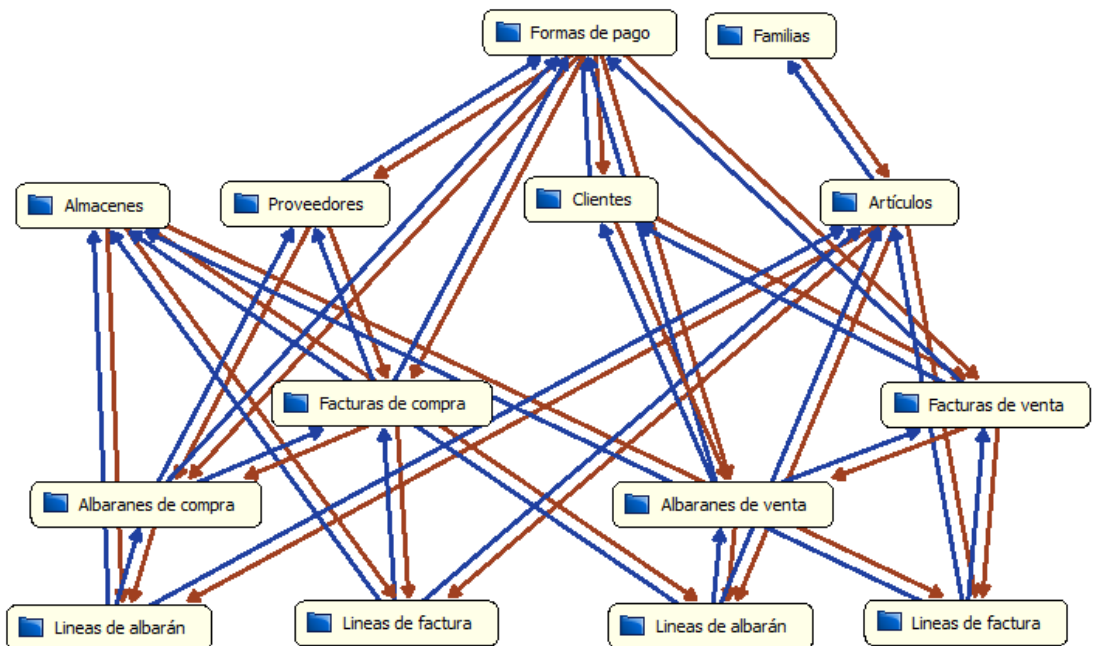 Formas de pago
Familias
Almacenes
Proveedores
Clientes
Artículos
Facturas de compra
Facturas de venta
Albaranes de compra
Albaranes de venta
Lineas de albarán
Lineas de factura
Lineas de albarán
Lineas de factura